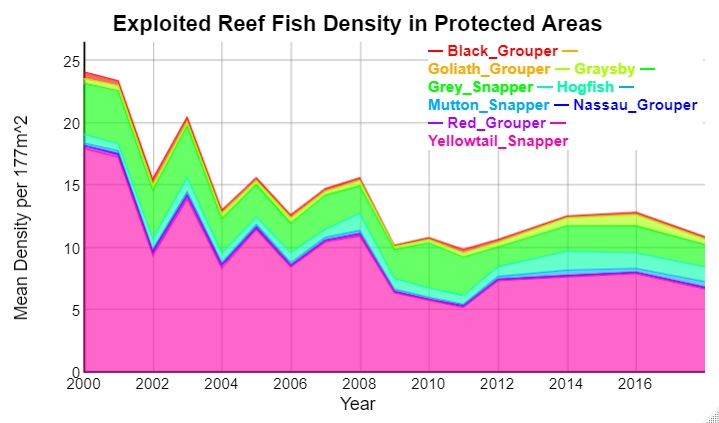 Exploited Reef Fish Density in Protected Areas
Black_Grouper
Goliath_Grouper Graysby
Grey_Snapper Hogfish
Mutton_Snapper Nassau_Grouper
Red_Grouper
Yellowtail_Snapper
Mean Density per 177m^2
25
20
15
10
5
0
2000 2002 2004 2006 2008 2010 2012 2014 2016
Year